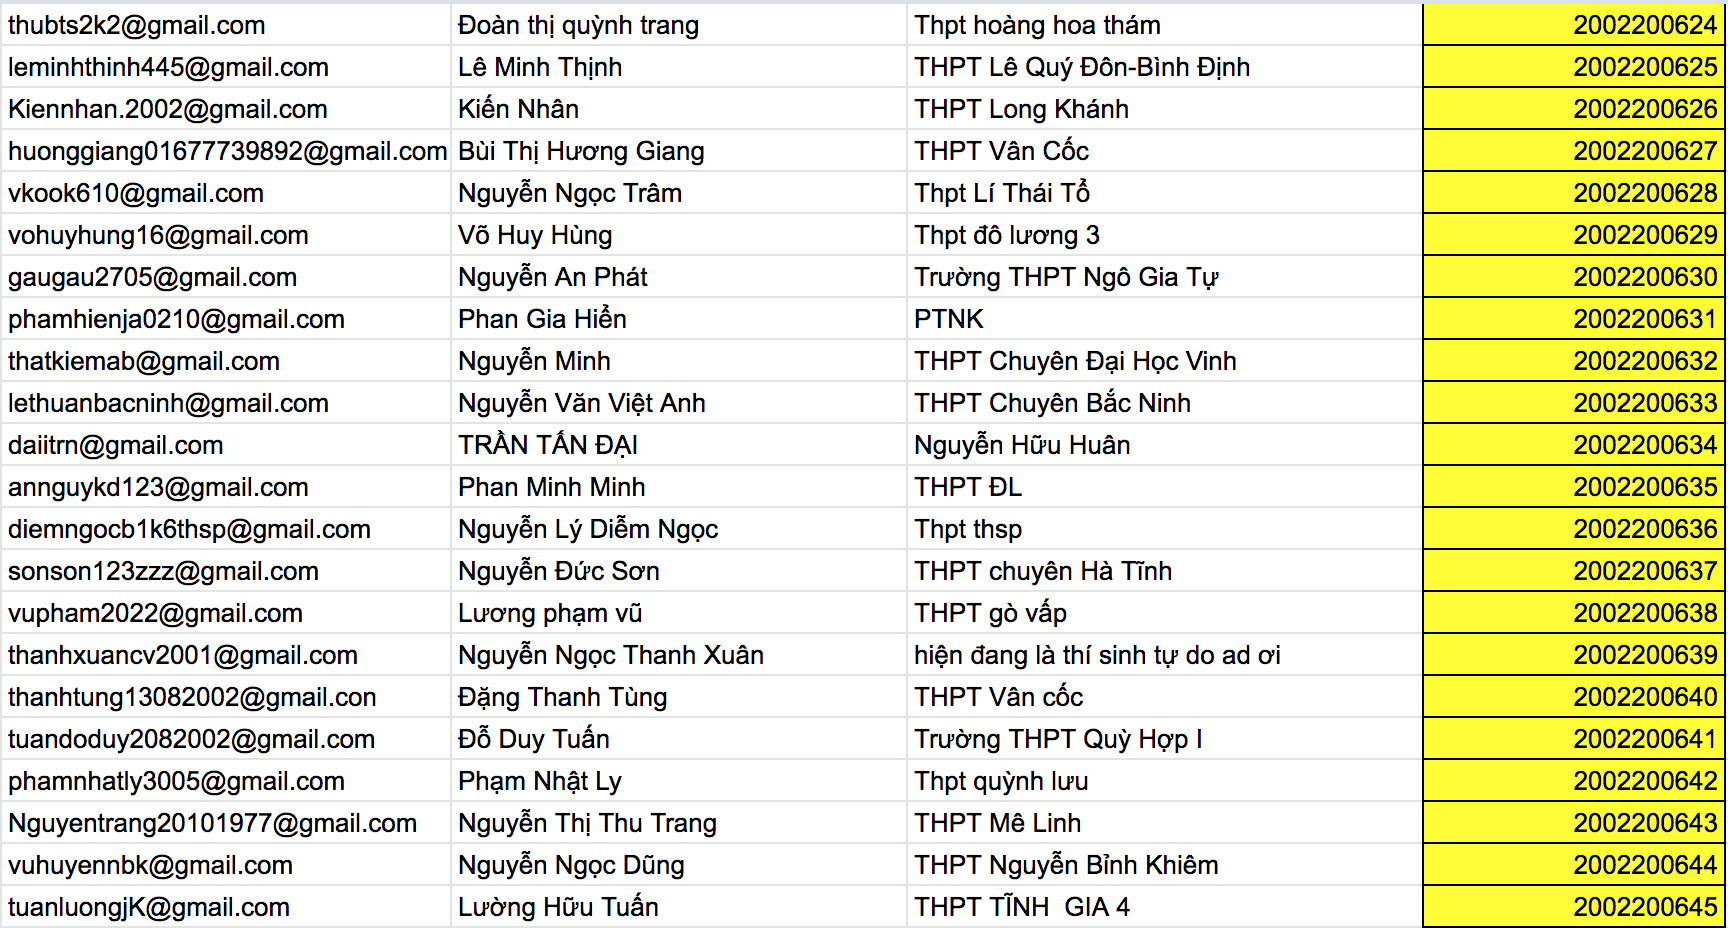 thubts2k2@gmail.com Đoàn thị quỳnh trang Thpt hoàng hoa thám 2002200624
leminhthinh445@gmail.com Lê Minh Thịnh THPT Lê Quý Đôn-Bình Định 2002200625
Kiennhan.2002@gmail.com Kiến Nhân THPT Long Khánh 2002200626
huonggiang01677739892@gmail.com Bùi Thị Hương Giang THPT Vân Cốc 2002200627
vkook610@gmail.com Nguyễn Ngọc Trâm Thpt Lí Thái Tổ 2002200628
vohuyhung16@gmail.com Võ Huy Hùng Thpt đô lương 3 2002200629
gaugau2705@gmail.com Nguyễn An Phát Trường THPT Ngô Gia Tự 2002200630
phamhienja0210@gmail.com Phan Gia Hiển PTNK 2002200631
thatkiemab@gmail.com Nguyễn Minh THPT Chuyên Đại Học Vinh 2002200632
lethuanbacninh@gmail.com Nguyễn Văn Việt Anh THPT Chuyên Bắc Ninh 2002200633
daiitrn@gmail.com TRẦN TẤN ĐẠI Nguyễn Hữu Huân 2002200634
annguykd123@gmail.com Phan Minh Minh THPT ĐL 2002200635
diemngocb1k6thsp@gmail.com Nguyễn Lý Diễm Ngọc Thpt thsp 2002200636
sonson123zzz@gmail.com Nguyễn Đức Sơn THPT chuyên Hà Tĩnh 2002200637
vupham2022@gmail.com Lương phạm vũ THPT gò vấp 2002200638
thanhxuancv2001@gmail.com Nguyễn Ngọc Thanh Xuân hiện đang là thí sinh tự do ad ơi 2002200639
thanhtung13082002@gmail.con Đặng Thanh Tùng THPT Vân cốc 2002200640
tuandoduy2082002@gmail.com Đỗ Duy Tuấn Trường THPT Quỳ Hợp I 2002200641
phamnhatly3005@gmail.com Phạm Nhật Ly Thpt quỳnh lưu 2002200642
Nguyentrang20101977@gmail.com Nguyễn Thị Thu Trang THPT Mê Linh 2002200643
vuhuyennbk@gmail.com Nguyễn Ngọc Dũng THPT Nguyễn Bỉnh Khiêm 2002200644
tuanluongjK@gmail.com Lường Hữu Tuấn THPT TĨNH  GIA 4 2002200645